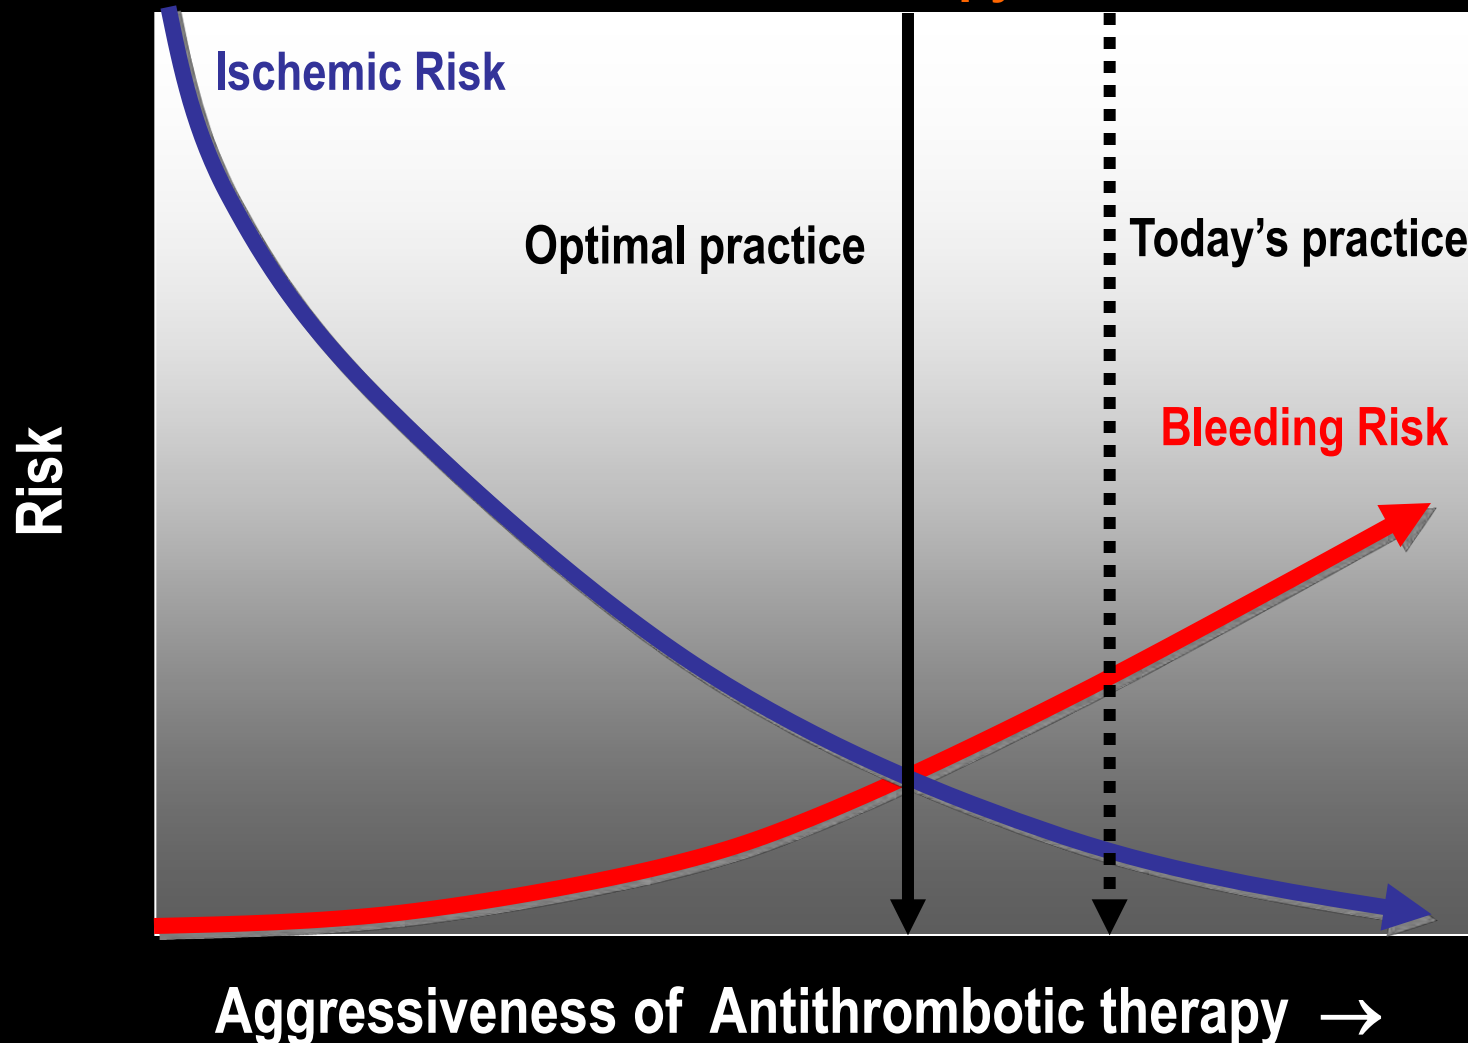 Ischemic Risk
Optimal practice
Today’s practice
Bleeding Risk
Risk
Aggressiveness of Antithrombotic therapy →